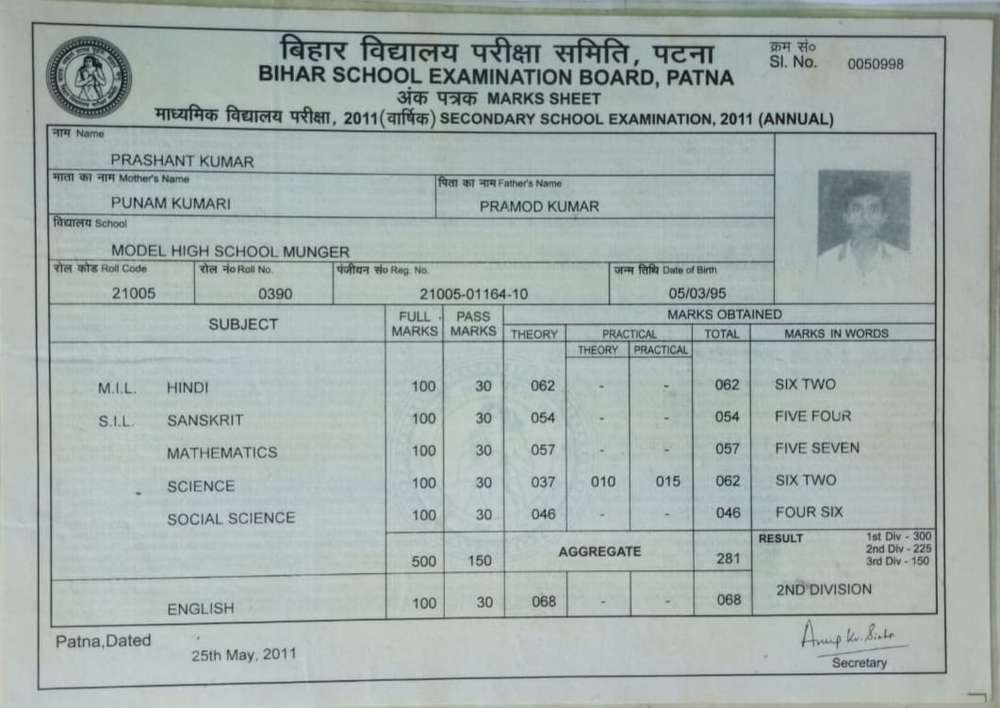 बिहार विद्यालय परीक्षा समिति, पटना
क्रम सं०
Sl. No. 0050998
BIHAR SCHOOL EXAMINATION BOARD, PATNA
अंक पत्रक MARKS SHEET
माध्यमिक विद्यालय परीक्षा, 2011(वार्षिक) SECONDARY SCHOOL EXAMINATION, 2011 (ANNUAL)
नाम Name
PRASHANT KUMAR
माता का नाम Mother's Name पिता का नाम Father's Name
PUNAM KUMARI PRAMOD KUMAR
विद्यालय School
MODEL HIGH SCHOOL MUNGER
रोल कोड Roll Code रोल नं० Roll No. पंजीयन सं० Reg. No. जन्म तिथि Date of Birth
21005 0390 21005-01164-10 05/03/95
SUBJECT FULL MARKS PASS MARKS MARKS OBTAINED
THEORY PRACTICAL TOTAL MARKS IN WORDS
THEORY PRACTICAL
M.I.L. HINDI 100 30 062 - - 062 SIX TWO
S.I.L. SANSKRIT 100 30 054 - - 054 FIVE FOUR
MATHEMATICS 100 30 057 - - 057 FIVE SEVEN
SCIENCE 100 30 037 010 015 062 SIX TWO
SOCIAL SCIENCE 100 30 046 - - 046 FOUR SIX
500 150 AGGREGATE 281 RESULT 1st Div - 300
2nd Div - 225
3rd Div - 150
2ND DIVISION
ENGLISH 100 30 068 - - 068
Patna,Dated
25th May, 2011
Anup Kr. Sinha
Secretary